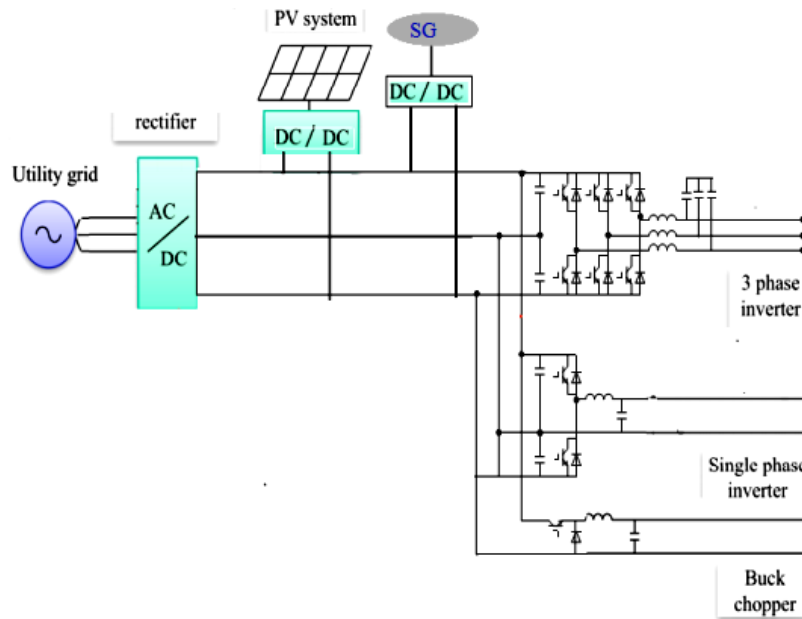 PV system
SG
DC / DC
rectifier
DC / DC
Utility grid
AC
DC
3 phase
inverter
Single phase
inverter
Buck
chopper